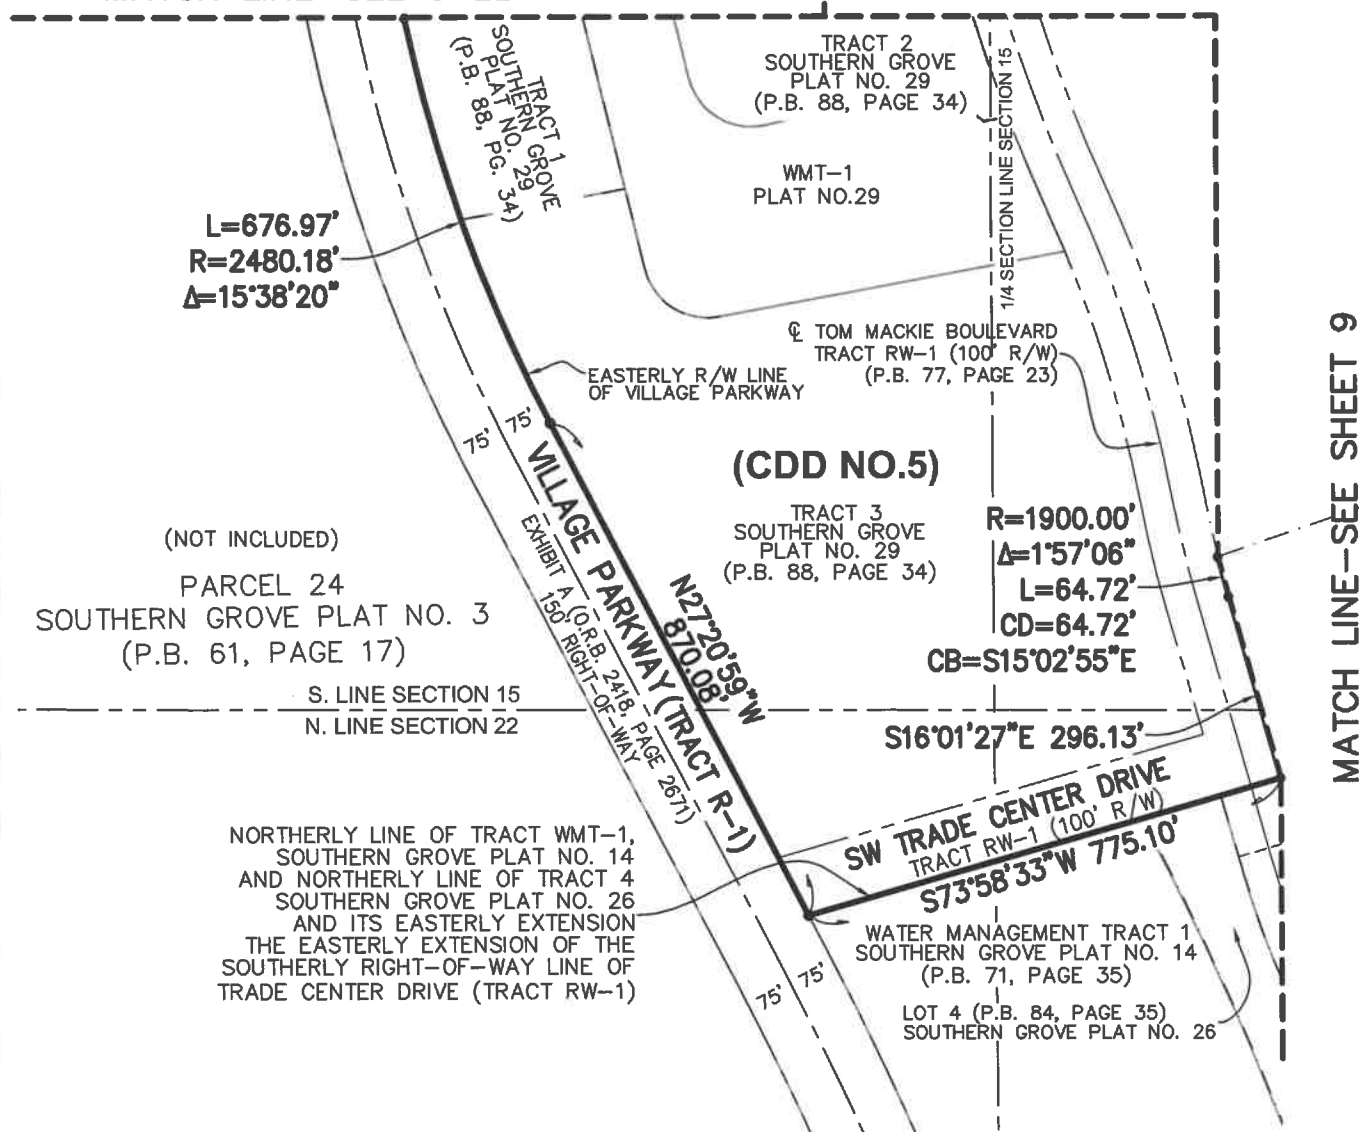 TRACT 1
SOUTHERN GROVE
PLAT NO. 29
(P.B. 88, PG. 34)
TRACT 2
SOUTHERN GROVE
PLAT NO. 29
(P.B. 88, PAGE 34)
1/4 SECTION LINE SECTION 15
WMT-1
PLAT NO.29
L=676.97'
R=2480.18'
Δ=15°38'20"
℄ TOM MACKIE BOULEVARD
TRACT RW-1 (100' R/W)
(P.B. 77, PAGE 23)
EASTERLY R/W LINE
OF VILLAGE PARKWAY
MATCH LINE-SEE SHEET 9
75'
75'
(CDD NO.5)
TRACT 3
SOUTHERN GROVE
PLAT NO. 29
(P.B. 88, PAGE 34)
R=1900.00'
Δ=1°57'06"
L=64.72'
CD=64.72'
CB=S15°02'55"E
(NOT INCLUDED)
PARCEL 24
SOUTHERN GROVE PLAT NO. 3
(P.B. 61, PAGE 17)
VILLAGE PARKWAY (TRACT R-1)
EXHIBIT A (O.R.B. 2418, PAGE 2671)
150' RIGHT-OF-WAY
N27°20'59"W
870.08'
S. LINE SECTION 15
N. LINE SECTION 22
S16°01'27"E 296.13'
SW TRADE CENTER DRIVE
TRACT RW-1 (100' R/W)
S73°58'33"W 775.10'
NORTHERLY LINE OF TRACT WMT-1,
SOUTHERN GROVE PLAT NO. 14
AND NORTHERLY LINE OF TRACT 4
SOUTHERN GROVE PLAT NO. 26
AND ITS EASTERLY EXTENSION
THE EASTERLY EXTENSION OF THE
SOUTHERLY RIGHT-OF-WAY LINE OF
TRADE CENTER DRIVE (TRACT RW-1)
WATER MANAGEMENT TRACT 1
SOUTHERN GROVE PLAT NO. 14
(P.B. 71, PAGE 35)
75'
75'
LOT 4 (P.B. 84, PAGE 35)
SOUTHERN GROVE PLAT NO. 26